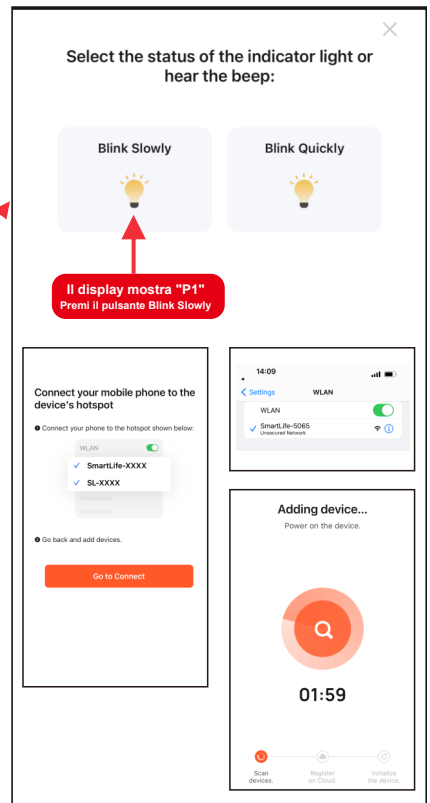 Select the status of the indicator light or
hear the beep:
Blink Slowly
Blink Quickly
Il display mostra "P1"
Premi il pulsante Blink Slowly
Connect your mobile phone to the
device's hotspot
❶ Connect your phone to the hotspot shown below:
WLAN
✓ SmartLife-XXXX
✓ SL-XXXX
❷ Go back and add devices.
Go to Connect
14:09
Settings
WLAN
WLAN
✓ SmartLife-5065
Unsecured Network
Adding device...
Power on the device.
01:59
Scan
devices.
Register
on Cloud.
Initialize
the device.